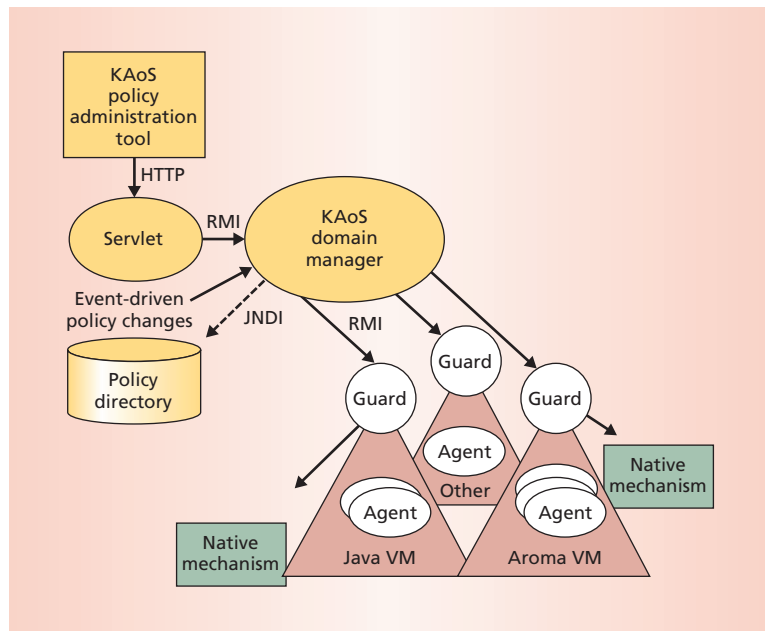 KAoS
policy
administration
tool
HTTP
Servlet
RMI
KAoS
domain
manager
Event-driven
policy changes
JNDI
RMI
Policy
directory
Guard
Guard
Guard
Agent
Other
Agent
Java VM
Agent
Aroma VM
Native
mechanism
Native
mechanism